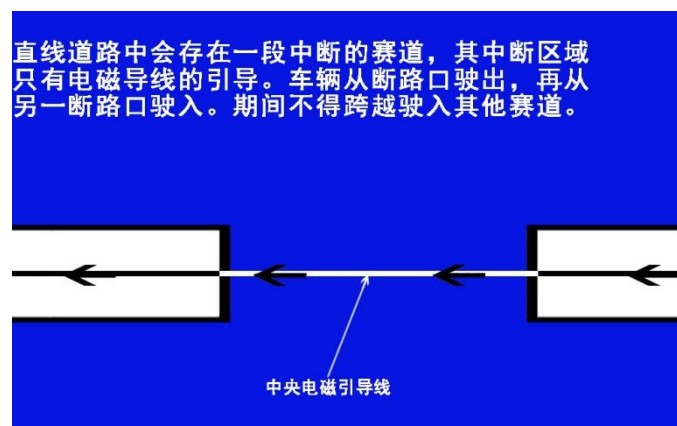 直线道路中会存在一段中断的赛道，其中断区域
只有电磁导线的引导。车辆从断路口驶出，再从
另一断路口驶入。期间不得跨越驶入其他赛道。
中央电磁引导线